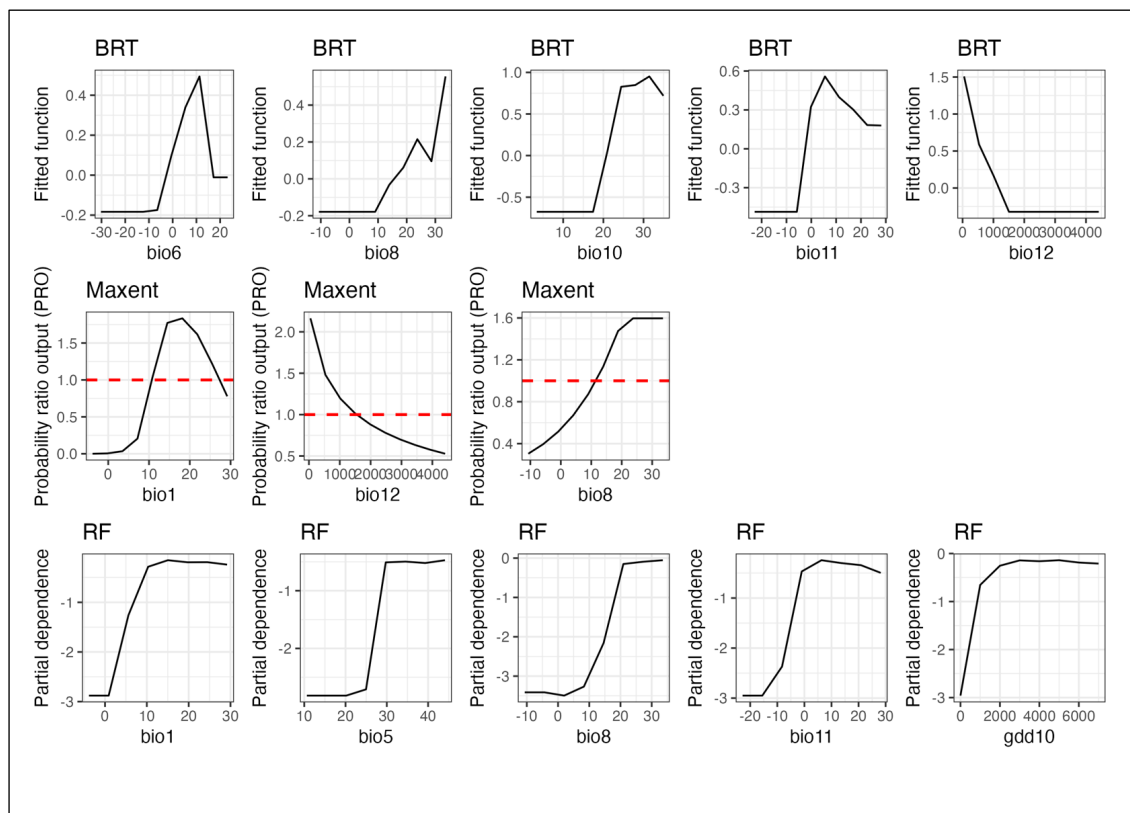 BRT BRT BRT BRT BRT
Fitted function
0.4
0.2
0.0
-0.2
-30 -20 -10 0 10 20
bio6
Fitted function
0.4
0.2
0.0
-0.2
-10 0 10 20 30
bio8
Fitted function
1.0
0.5
0.0
-0.5
10 20 30
bio10
Fitted function
0.6
0.3
0.0
-0.3
-20 -10 0 10 20
bio11
Fitted function
1.5
1.0
0.5
0.0
0 1000 2000 3000 4000
bio12
Maxent Maxent Maxent
Probability ratio output (PRO)
1.5
1.0
0.5
0.0
0 10 20 30
bio1
Probability ratio output (PRO)
2.0
1.5
1.0
0.5
0 1000 2000 3000 4000
bio12
Probability ratio output (PRO)
1.6
1.2
0.8
0.4
-10 0 10 20 30
bio8
RF RF RF RF RF
Partial dependence
-1
-2
-3
0 10 20 30
bio1
Partial dependence
-1
-2
10 20 30 40
bio5
Partial dependence
0
-1
-2
-3
-10 0 10 20 30
bio8
Partial dependence
-1
-2
-3
-20 -10 0 10 20 30
bio11
Partial dependence
0
-1
-2
-3
0 2000 4000 6000
gdd10